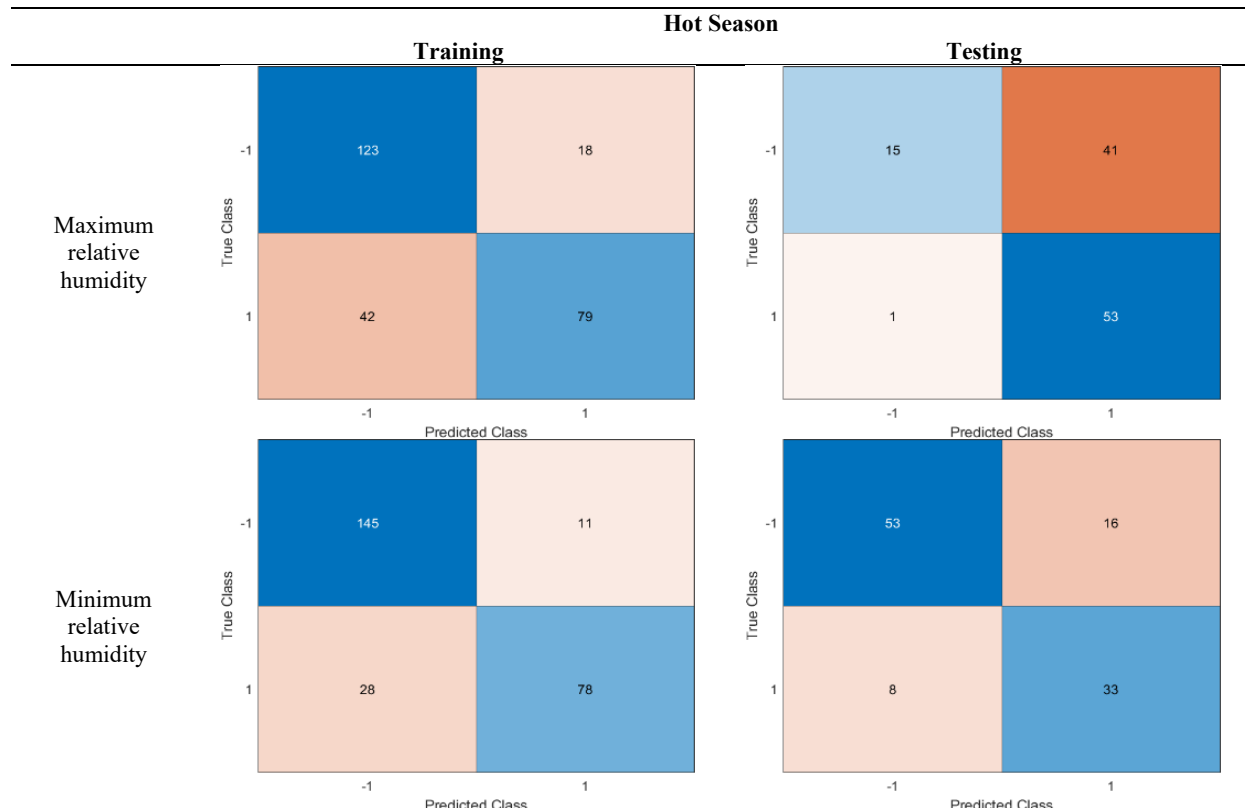 Hot Season
Training Testing
Maximum
relative
humidity
True Class
-1 123 18
1 42 79
-1 1
Predicted Class
True Class
-1 15 41
1 1 53
-1 1
Predicted Class
Minimum
relative
humidity
True Class
-1 145 11
1 28 78
-1 1
Predicted Class
True Class
-1 53 16
1 8 33
-1 1
Predicted Class